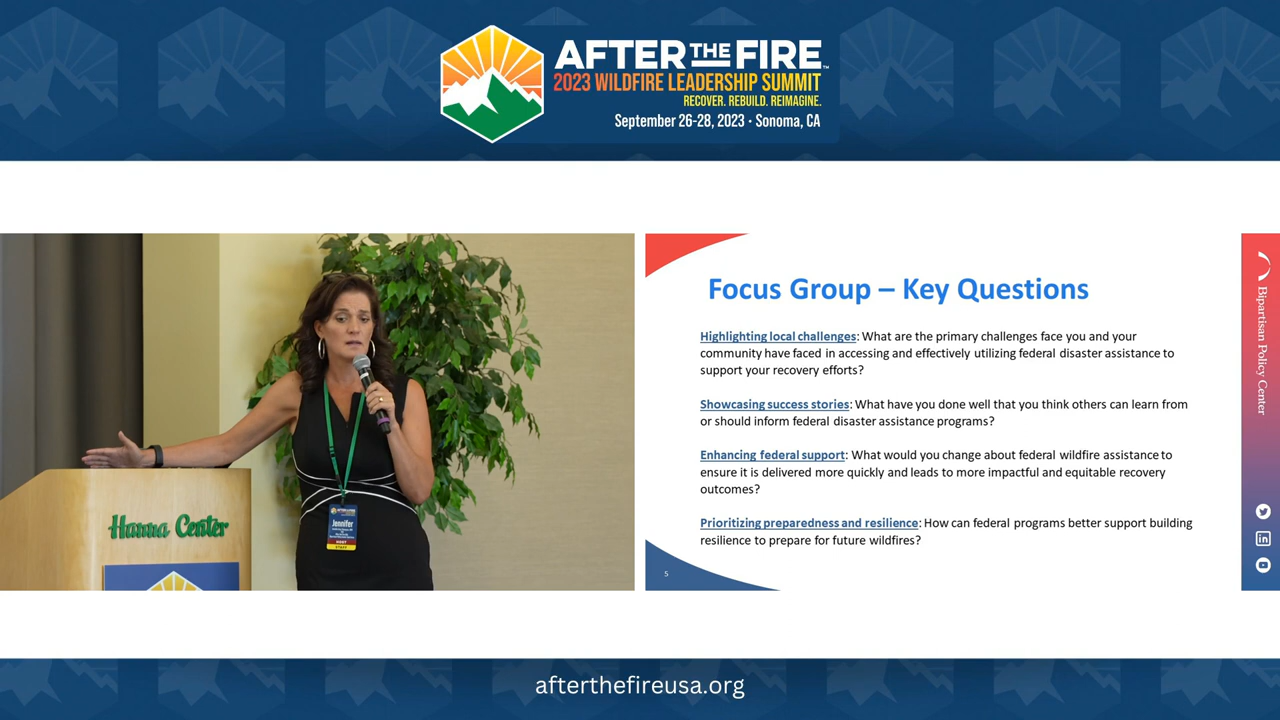 AFTER THE FIRE™
2023 WILDFIRE LEADERSHIP SUMMIT
RECOVER. REBUILD. REIMAGINE.
September 26-28, 2023 • Sonoma, CA
Hanna Center
AFTER THE FIRE
Jennifer
HOST
STAFF
Focus Group – Key Questions
Highlighting local challenges: What are the primary challenges face you and your
community have faced in accessing and effectively utilizing federal disaster assistance to
support your recovery efforts?
Showcasing success stories: What have you done well that you think others can learn from
or should inform federal disaster assistance programs?
Enhancing federal support: What would you change about federal wildfire assistance to
ensure it is delivered more quickly and leads to more impactful and equitable recovery
outcomes?
Prioritizing preparedness and resilience: How can federal programs better support building
resilience to prepare for future wildfires?
5
Bipartisan Policy Center
in
afterthefireusa.org